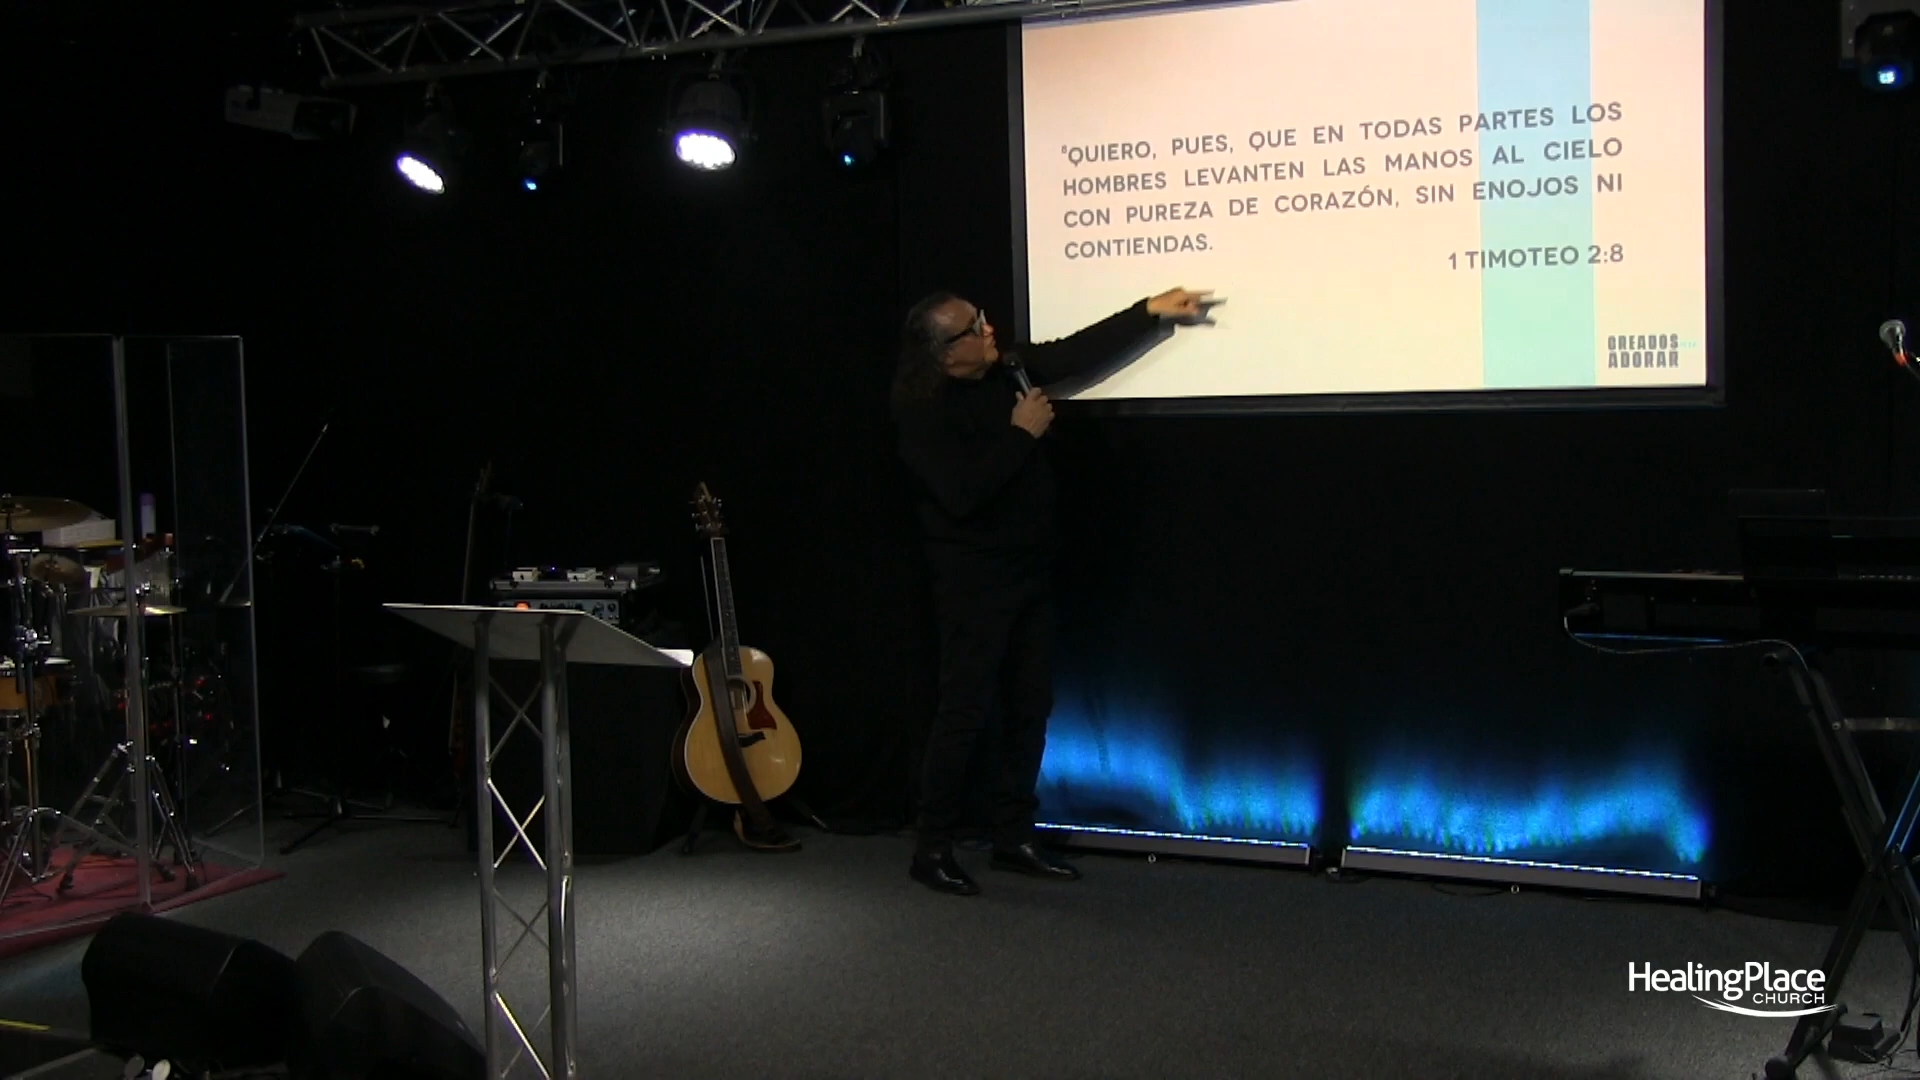 ⁸QUIERO, PUES, QUE EN TODAS PARTES LOS
HOMBRES LEVANTEN LAS MANOS AL CIELO
CON PUREZA DE CORAZÓN, SIN ENOJOS NI
CONTIENDAS.
1 TIMOTEO 2:8
CREADOS
ADORAR
HealingPlace
CHURCH